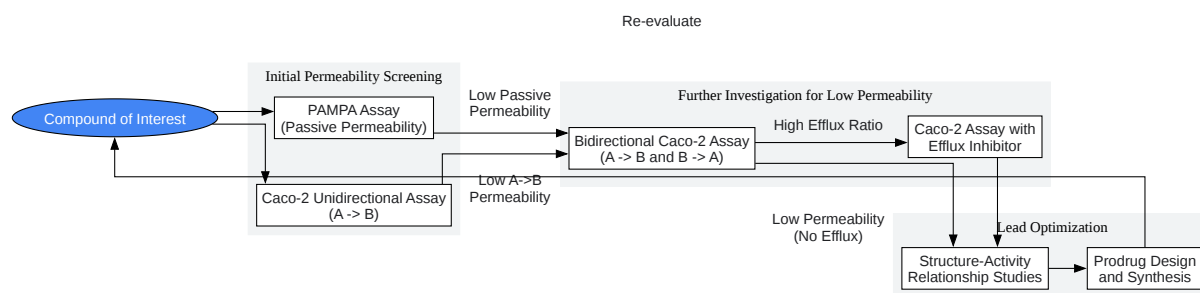 Re-evaluate
Initial Permeability Screening
Compound of Interest
PAMPA Assay
(Passive Permeability)
Caco-2 Unidirectional Assay
(A -> B)
Low Passive
Permeability
Low A->B
Permeability
Further Investigation for Low Permeability
Bidirectional Caco-2 Assay
(A -> B and B -> A)
High Efflux Ratio
Caco-2 Assay with
Efflux Inhibitor
Low Permeability
(No Efflux)
Lead Optimization
Structure-Activity
Relationship Studies
Prodrug Design
and Synthesis